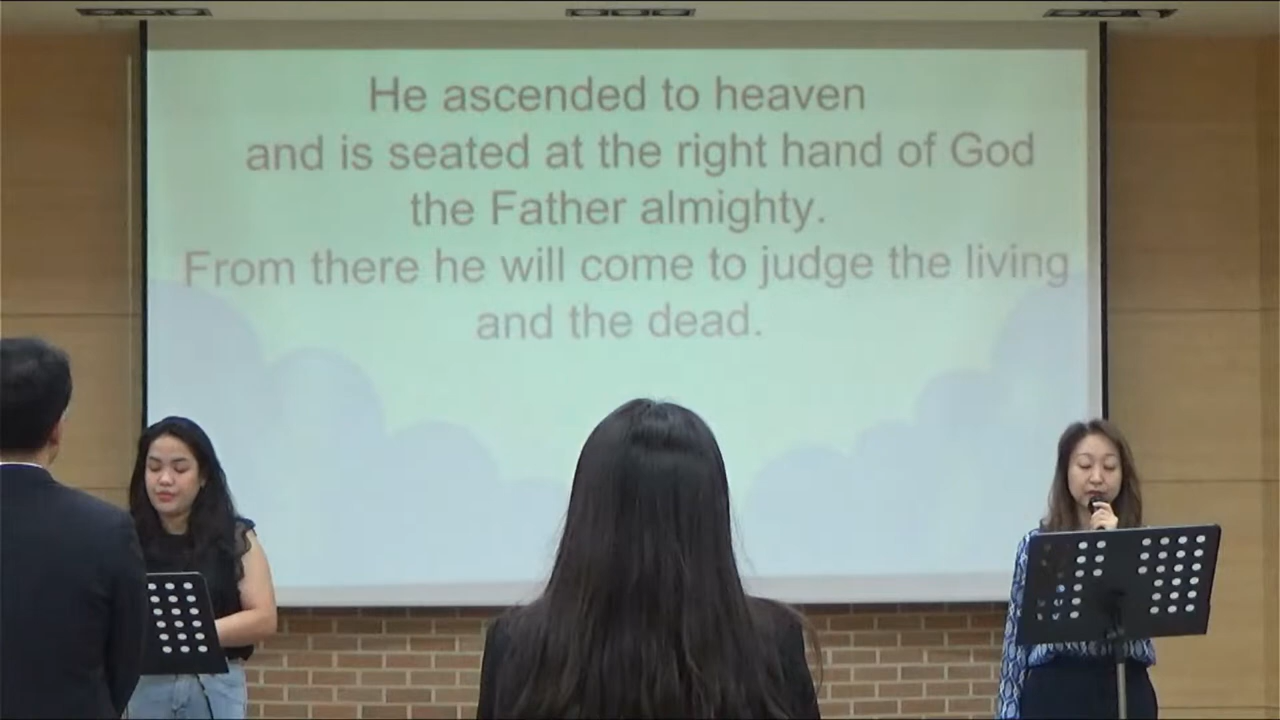 He ascended to heaven
and is seated at the right hand of God
the Father almighty.
From there he will come to judge the living
and the dead.